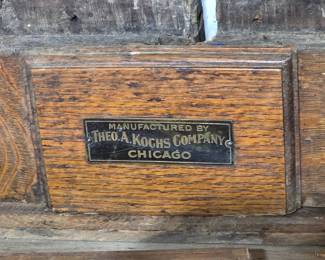 MANUFACTURED BY
THEO. A. KOCHS COMPANY
CHICAGO